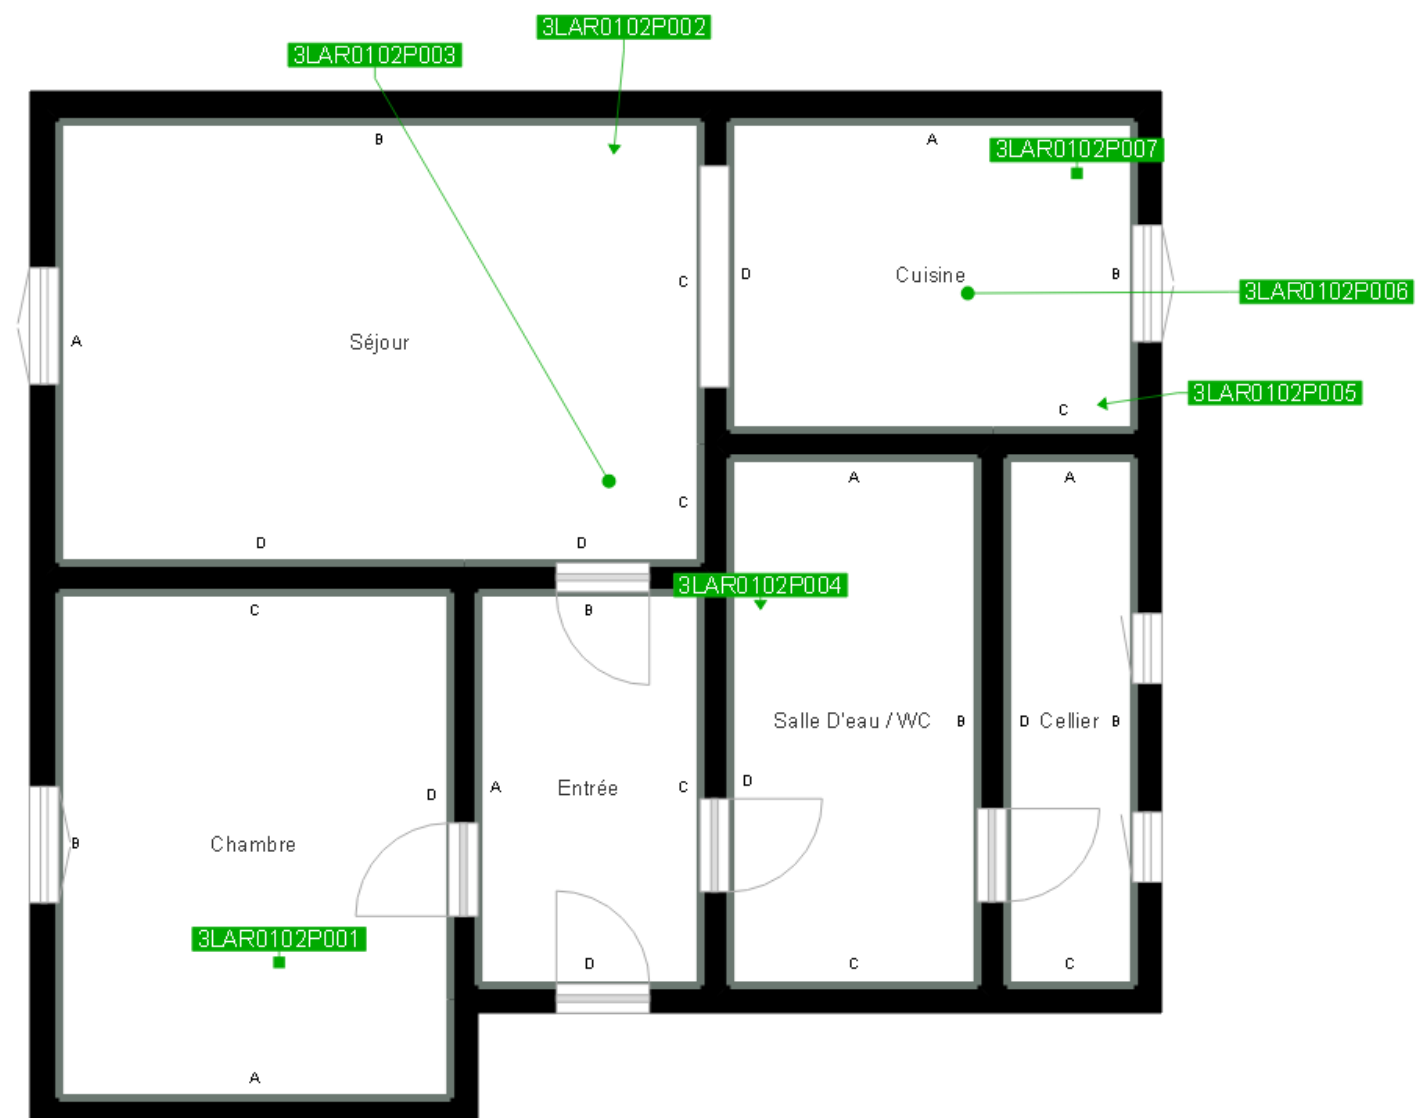 3LAR0102P002
3LAR0102P003
B
A
3LAR0102P007
C
D
Cuisine
B
3LAR0102P006
A
Séjour
3LAR0102P005
C
C
A
A
D
D
3LAR0102P004
C
B
Salle D'eau / WC
B
D
Cellier
B
D
A
Entrée
C
D
B
Chambre
3LAR0102P001
D
C
C
A